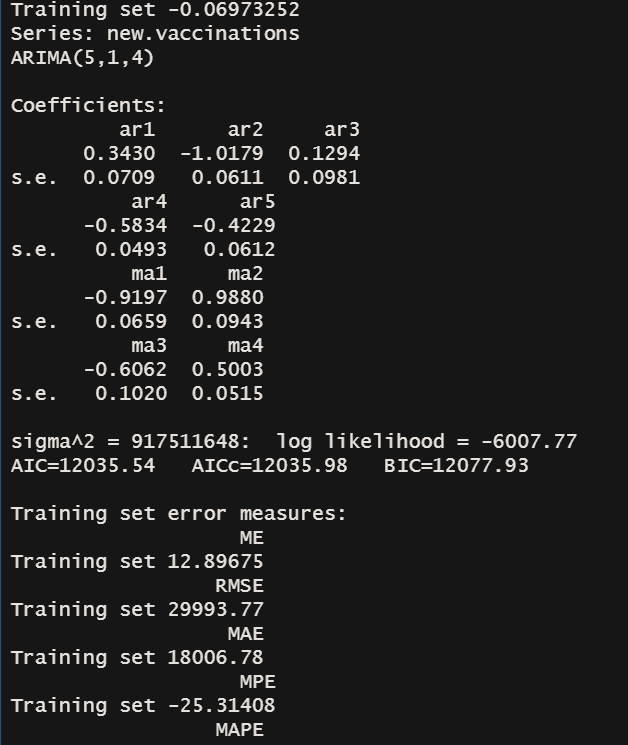 Training set -0.06973252
Series: new.vaccinations
ARIMA(5,1,4)
Coefficients:
ar1 ar2 ar3
0.3430 -1.0179 0.1294
s.e. 0.0709 0.0611 0.0981
ar4 ar5
-0.5834 -0.4229
s.e. 0.0493 0.0612
ma1 ma2
-0.9197 0.9880
s.e. 0.0659 0.0943
ma3 ma4
-0.6062 0.5003
s.e. 0.1020 0.0515
sigma^2 = 917511648: log likelihood = -6007.77
AIC=12035.54 AICc=12035.98 BIC=12077.93
Training set error measures:
ME
Training set 12.89675
RMSE
Training set 29993.77
MAE
Training set 18006.78
MPE
Training set -25.31408
MAPE